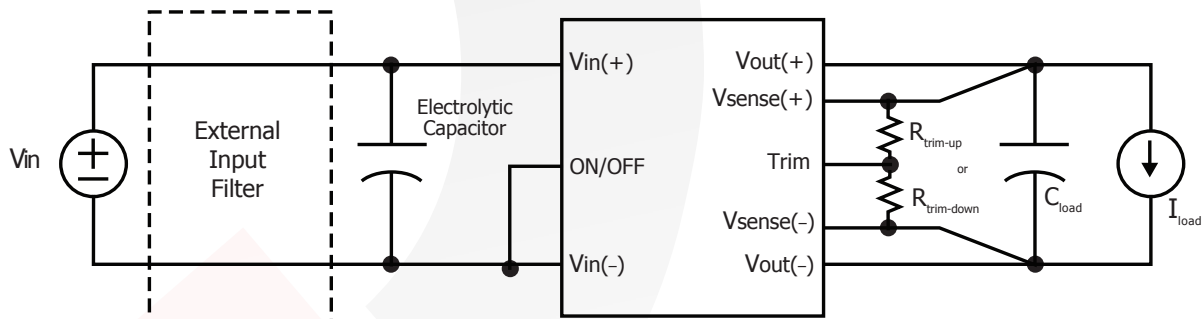 Vin
External
Input
Filter
Electrolytic
Capacitor
Vin(+)
ON/OFF
Vin(–)
Vout(+)
Vsense(+)
Trim
Vsense(–)
Vout(–)
Rtrim-up
or
Rtrim-down
Cload
Iload